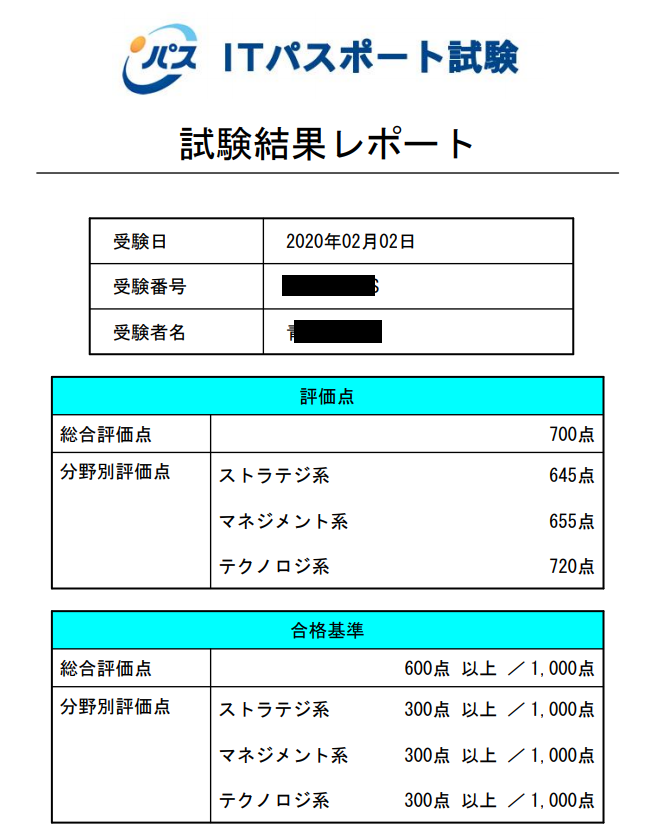 パス ITパスポート試験
試験結果レポート
受験日 2020年02月02日
受験番号
受験者名
評価点
総合評価点 700点
分野別評価点 ストラテジ系 645点
マネジメント系 655点
テクノロジ系 720点
合格基準
総合評価点 600点 以上 ／1,000点
分野別評価点 ストラテジ系 300点 以上 ／1,000点
マネジメント系 300点 以上 ／1,000点
テクノロジ系 300点 以上 ／1,000点